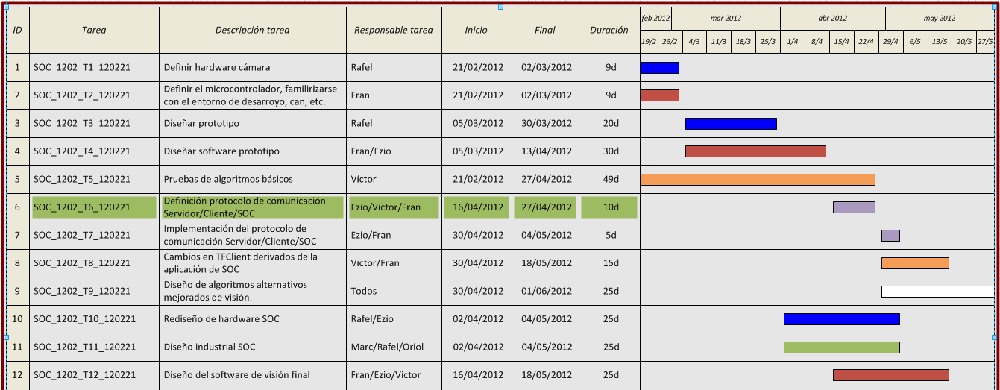 ID Tarea Descripción tarea Responsable tarea Inicio Final Duración feb 2012 mar 2012 abr 2012 may 2012
19/2 26/2 4/3 11/3 18/3 25/3 1/4 8/4 15/4 22/4 29/4 6/5 13/5 20/5 27/5
1 SOC_1202_T1_120221 Definir hardware cámara Rafel 21/02/2012 02/03/2012 9d
2 SOC_1202_T2_120221 Definir el microcontrolador, familirizarse
con el entorno de desarroyo, can, etc. Fran 21/02/2012 02/03/2012 9d
3 SOC_1202_T3_120221 Diseñar prototipo Rafel 05/03/2012 30/03/2012 20d
4 SOC_1202_T4_120221 Diseñar software prototipo Fran/Ezio 05/03/2012 13/04/2012 30d
5 SOC_1202_T5_120221 Pruebas de algoritmos básicos Víctor 21/02/2012 27/04/2012 49d
6 SOC_1202_T6_120221 Definición protocolo de comunicación
Servidor/Cliente/SOC Ezio/Victor/Fran 16/04/2012 27/04/2012 10d
7 SOC_1202_T7_120221 Implementación del protocolo de
comunicación Servidor/Cliente/SOC Ezio/Fran 30/04/2012 04/05/2012 5d
8 SOC_1202_T8_120221 Cambios en TFClient derivados de la
aplicación de SOC Victor/Fran 30/04/2012 18/05/2012 15d
9 SOC_1202_T9_120221 Diseño de algoritmos alternativos
mejorados de visión. Todos 30/04/2012 01/06/2012 25d
10 SOC_1202_T10_120221 Rediseño de hardware SOC Rafel/Ezio 02/04/2012 04/05/2012 25d
11 SOC_1202_T11_120221 Diseño industrial SOC Marc/Rafel/Oriol 02/04/2012 04/05/2012 25d
12 SOC_1202_T12_120221 Diseño del software de visión final Fran/Ezio/Victor 16/04/2012 18/05/2012 25d